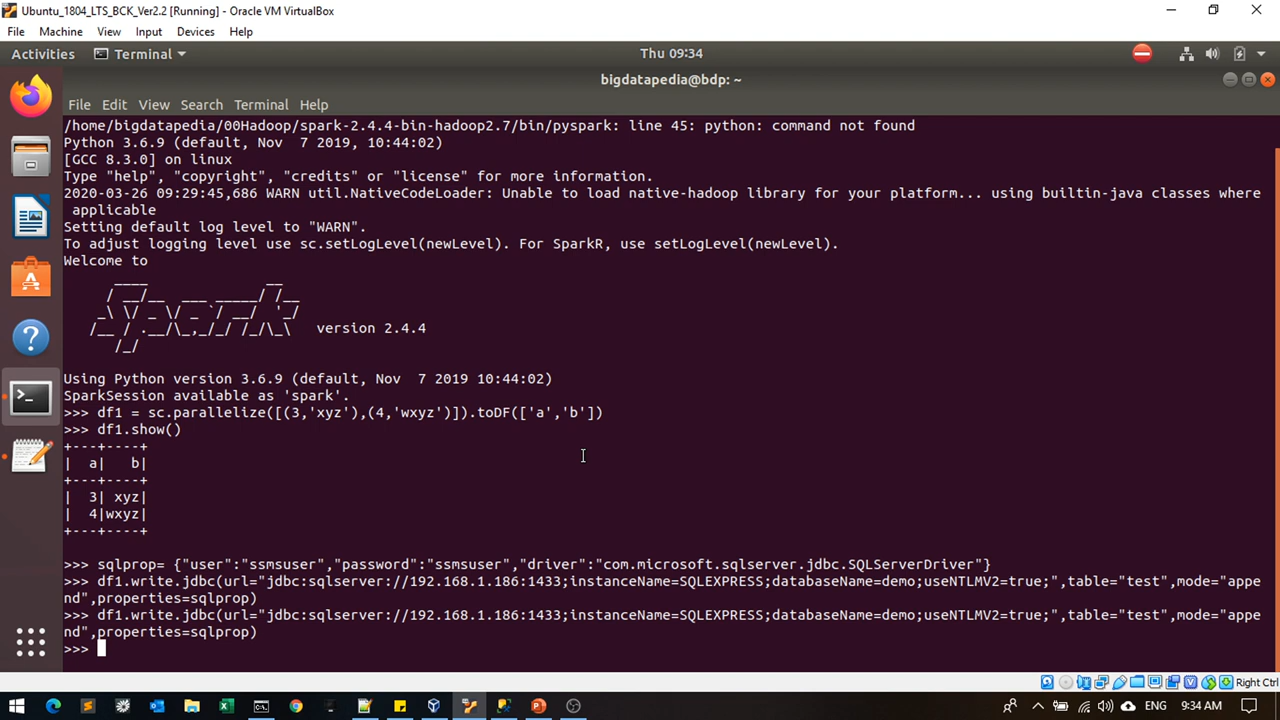 Ubuntu_1804_LTS_BCK_Ver2.2 [Running] - Oracle VM VirtualBox
File Machine View Input Devices Help
Activities Terminal Thu 09:34
bigdatapedia@bdp: ~
File Edit View Search Terminal Help
/home/bigdatapedia/00Hadoop/spark-2.4.4-bin-hadoop2.7/bin/pyspark: line 45: python: command not found
Python 3.6.9 (default, Nov  7 2019, 10:44:02)
[GCC 8.3.0] on linux
Type "help", "copyright", "credits" or "license" for more information.
2020-03-26 09:29:45,686 WARN util.NativeCodeLoader: Unable to load native-hadoop library for your platform... using builtin-java classes where
 applicable
Setting default log level to "WARN".
To adjust logging level use sc.setLogLevel(newLevel). For SparkR, use setLogLevel(newLevel).
Welcome to
      ____              __
     / __/__  ___ _____/ /__
    _\ \/ _ \/ _ `/ __/  '_/
   /__ / .__/\_,_/_/ /_/\_\   version 2.4.4
      /_/
Using Python version 3.6.9 (default, Nov  7 2019 10:44:02)
SparkSession available as 'spark'.
>>> df1 = sc.parallelize([(3,'xyz'),(4,'wxyz')]).toDF(['a','b'])
>>> df1.show()
+---+----+
|  a|   b|
+---+----+
|  3| xyz|
|  4|wxyz|
+---+----+
>>> sqlprop= {"user":"ssmsuser","password":"ssmsuser","driver":"com.microsoft.sqlserver.jdbc.SQLServerDriver"}
>>> df1.write.jdbc(url="jdbc:sqlserver://192.168.1.186:1433;instanceName=SQLEXPRESS;databaseName=demo;useNTLMV2=true;",table="test",mode="appe
nd",properties=sqlprop)
>>> df1.write.jdbc(url="jdbc:sqlserver://192.168.1.186:1433;instanceName=SQLEXPRESS;databaseName=demo;useNTLMV2=true;",table="test",mode="appe
nd",properties=sqlprop)
>>>
Right Ctrl
ENG 9:34 AM